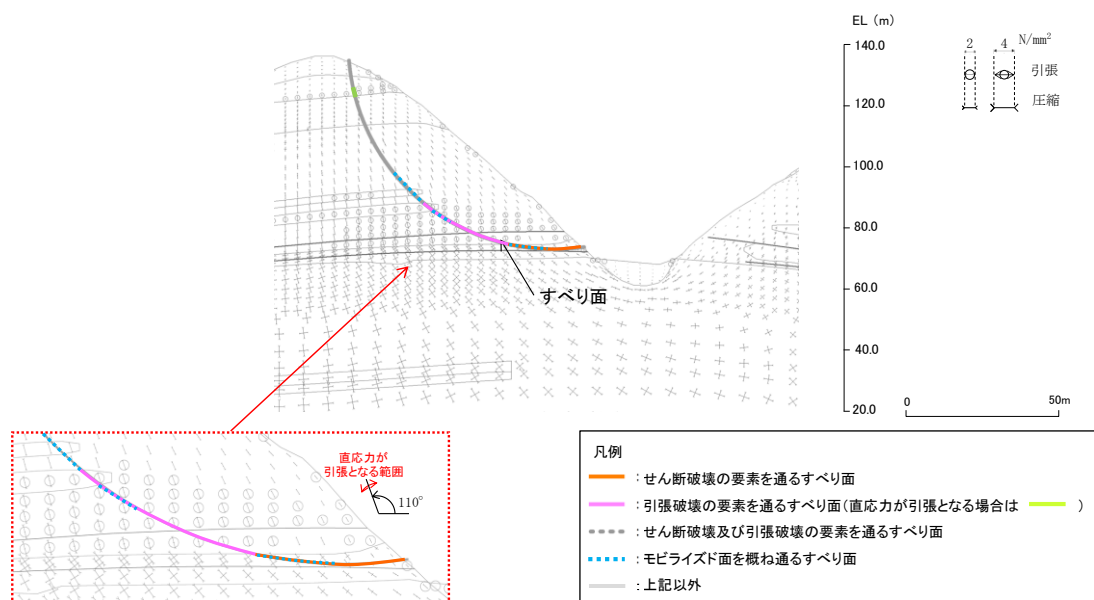 EL (m)
140.0
120.0
100.0
80.0
60.0
40.0
20.0
2 4 N/mm²
引張
圧縮
すべり面
0 50m
直応力が
引張となる範囲
110°
凡例
：せん断破壊の要素を通るすべり面
：引張破壊の要素を通るすべり面(直応力が引張となる場合は )
：せん断破壊及び引張破壊の要素を通るすべり面
：モビライズド面を概ね通るすべり面
：上記以外